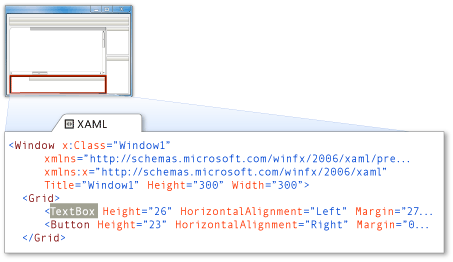 XAML
<Window x:Class="Window1"
xmlns="http://schemas.microsoft.com/winfx/2006/xaml/pre...
xmlns:x="http://schemas.microsoft.com/winfx/2006/xaml"
Title="Window1" Height="300" Width="300">
<Grid>
<TextBox Height="26" HorizontalAlignment="Left" Margin="27...
<Button Height="23" HorizontalAlignment="Right" Margin="0...
</Grid>